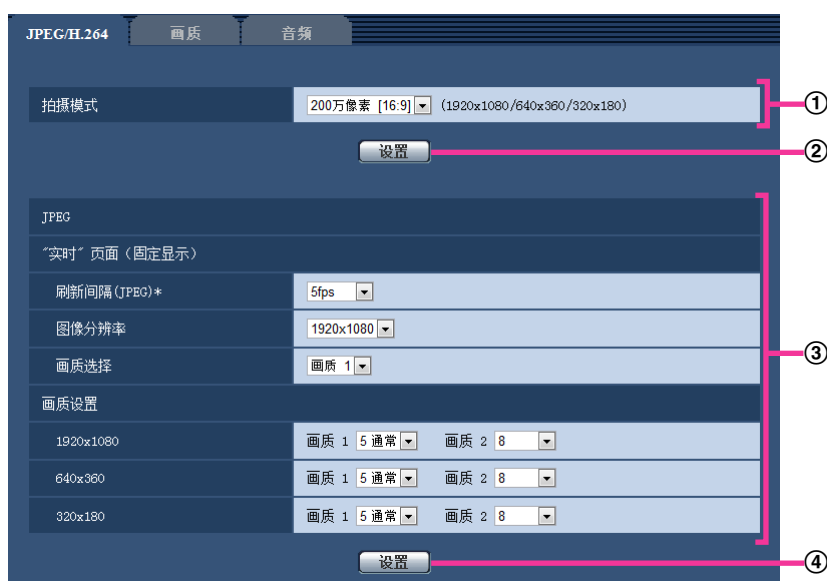 JPEG/H.264 画质 音频
拍摄模式 200万像素 [16:9] (1920x1080/640x360/320x180) ①
设置 ②
JPEG
"实时" 页面（固定显示）
刷新间隔(JPEG)* 5fps
图像分辨率 1920x1080
画质选择 画质 1 ③
画质设置
1920x1080 画质 1 5 通常 画质 2 8
640x360 画质 1 5 通常 画质 2 8
320x180 画质 1 5 通常 画质 2 8
设置 ④